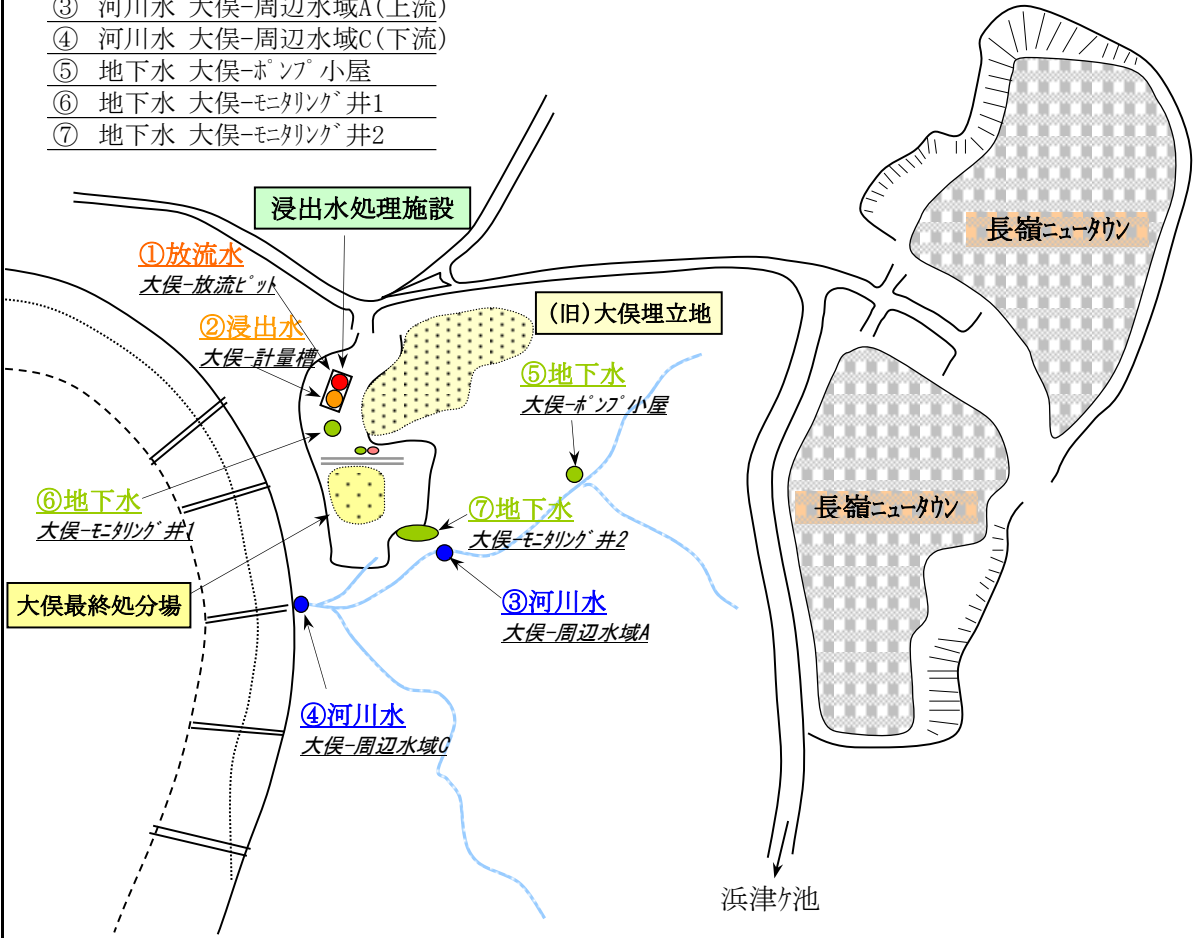 ③ 河川水 大俣-周辺水域A(上流)
④ 河川水 大俣-周辺水域C(下流)
⑤ 地下水 大俣-ﾎﾟﾝﾌﾟ小屋
⑥ 地下水 大俣-ﾓﾆﾀﾘﾝｸﾞ井1
⑦ 地下水 大俣-ﾓﾆﾀﾘﾝｸﾞ井2
浸出水処理施設
①放流水
大俣-放流ﾋﾟｯﾄ
②浸出水
大俣-計量槽
(旧)大俣埋立地
長嶺ﾆｭｰﾀｳﾝ
⑤地下水
大俣-ﾎﾟﾝﾌﾟ小屋
⑥地下水
大俣-ﾓﾆﾀﾘﾝｸﾞ井1
⑦地下水
大俣-ﾓﾆﾀﾘﾝｸﾞ井2
長嶺ﾆｭｰﾀｳﾝ
大俣最終処分場
③河川水
大俣-周辺水域A
④河川水
大俣-周辺水域C
浜津ｹ池